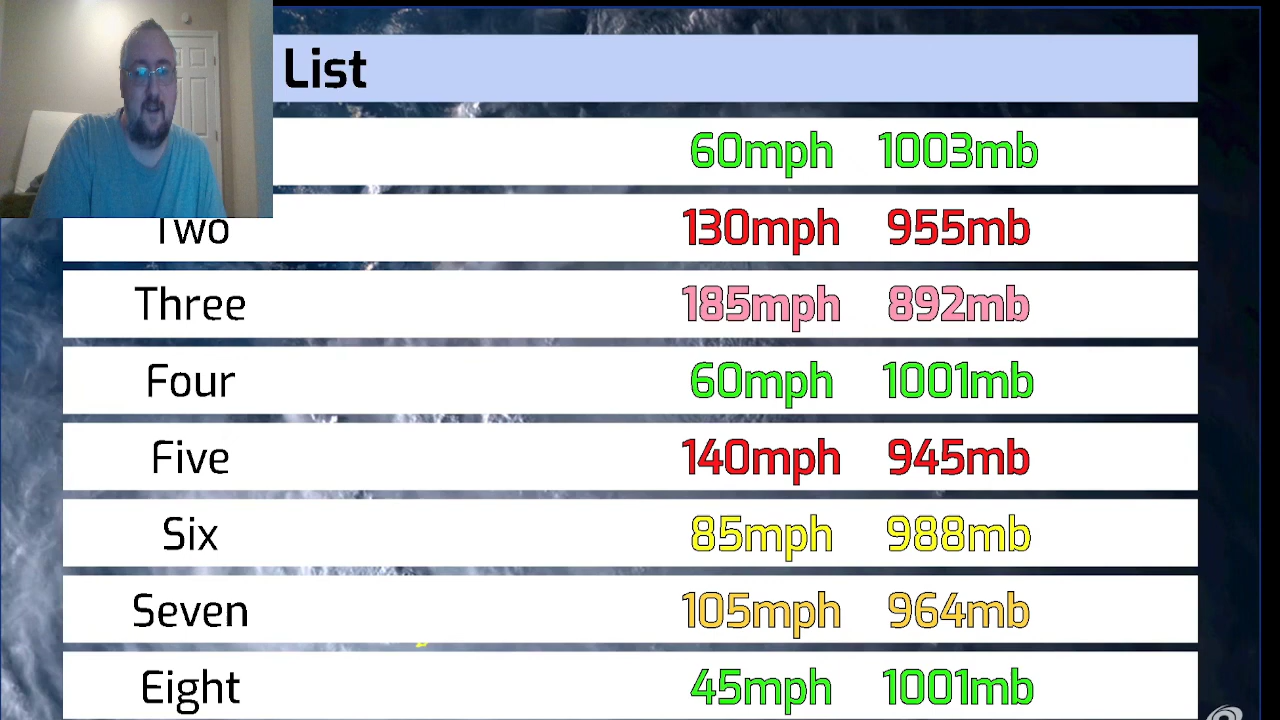 List
60mph 1003mb
Two 130mph 955mb
Three 185mph 892mb
Four 60mph 1001mb
Five 140mph 945mb
Six 85mph 988mb
Seven 105mph 964mb
Eight 45mph 1001mb